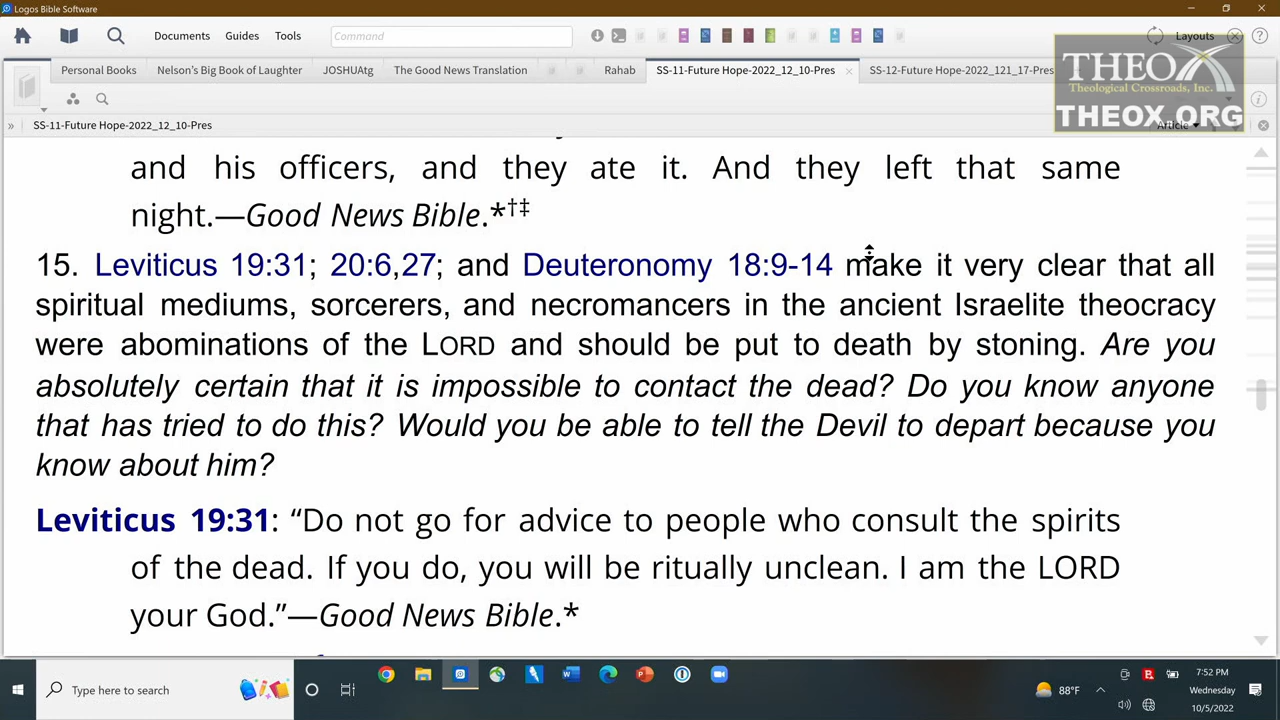 Logos Bible Software
Documents Guides Tools Command Layouts
Personal Books Nelson's Big Book of Laughter JOSHUAtg The Good News Translation Rahab SS-11-Future Hope-2022_12_10-Pres SS-12-Future Hope-2022_121_17-Pres
THEOX
Theological Crossroads, Inc.
THEOX.ORG
SS-11-Future Hope-2022_12_10-Pres Article
and his officers, and they ate it. And they left that same
night.—Good News Bible.*†‡
15. Leviticus 19:31; 20:6,27; and Deuteronomy 18:9-14 make it very clear that all
spiritual mediums, sorcerers, and necromancers in the ancient Israelite theocracy
were abominations of the LORD and should be put to death by stoning. Are you
absolutely certain that it is impossible to contact the dead? Do you know anyone
that has tried to do this? Would you be able to tell the Devil to depart because you
know about him?
Leviticus 19:31: “Do not go for advice to people who consult the spirits
of the dead. If you do, you will be ritually unclean. I am the LORD
your God.”—Good News Bible.*
Type here to search
88°F
7:52 PM
Wednesday
10/5/2022